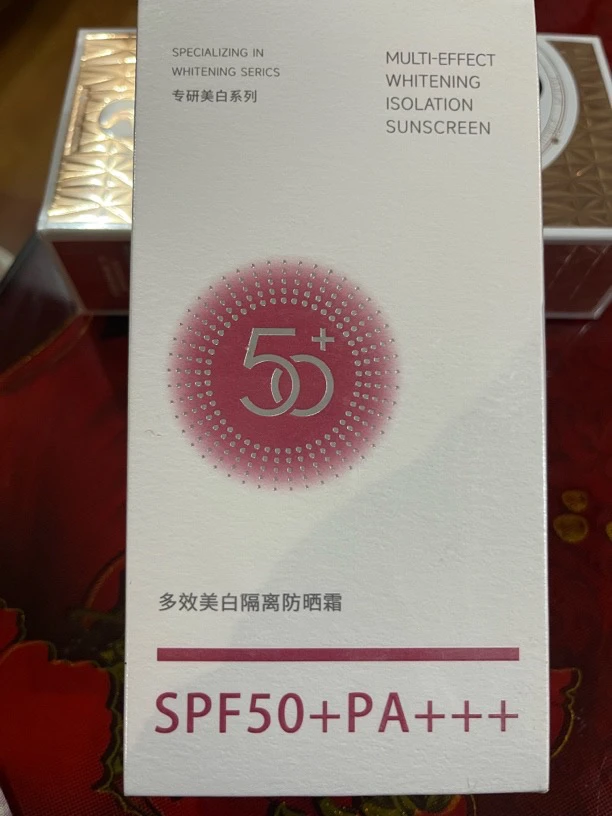 SPECIALIZING IN
WHITENING SERICS
专研美白系列
MULTI-EFFECT
WHITENING
ISOLATION
SUNSCREEN
50+
多效美白隔离防晒霜
SPF50+PA+++